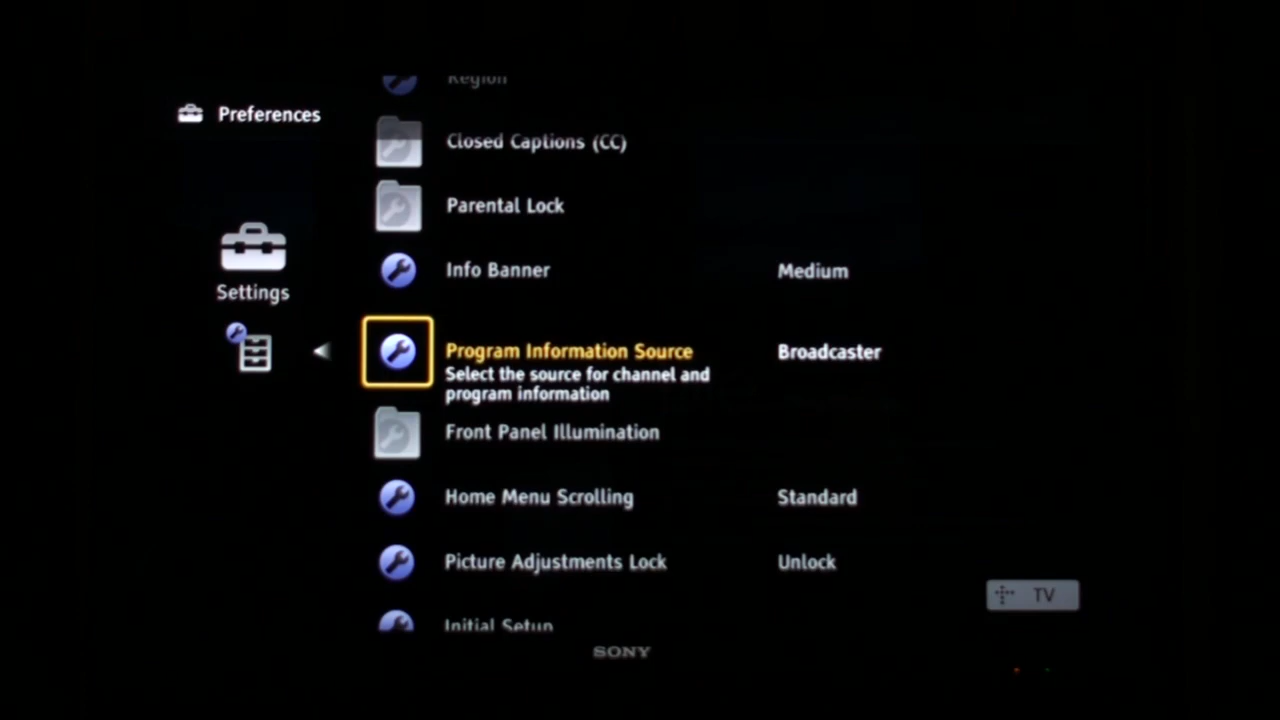 Region
Preferences
Closed Captions (CC)
Parental Lock
Info Banner Medium
Settings
Program Information Source Broadcaster
Select the source for channel and
program information
Front Panel Illumination
Home Menu Scrolling Standard
Picture Adjustments Lock Unlock
TV
Initial Setup
SONY